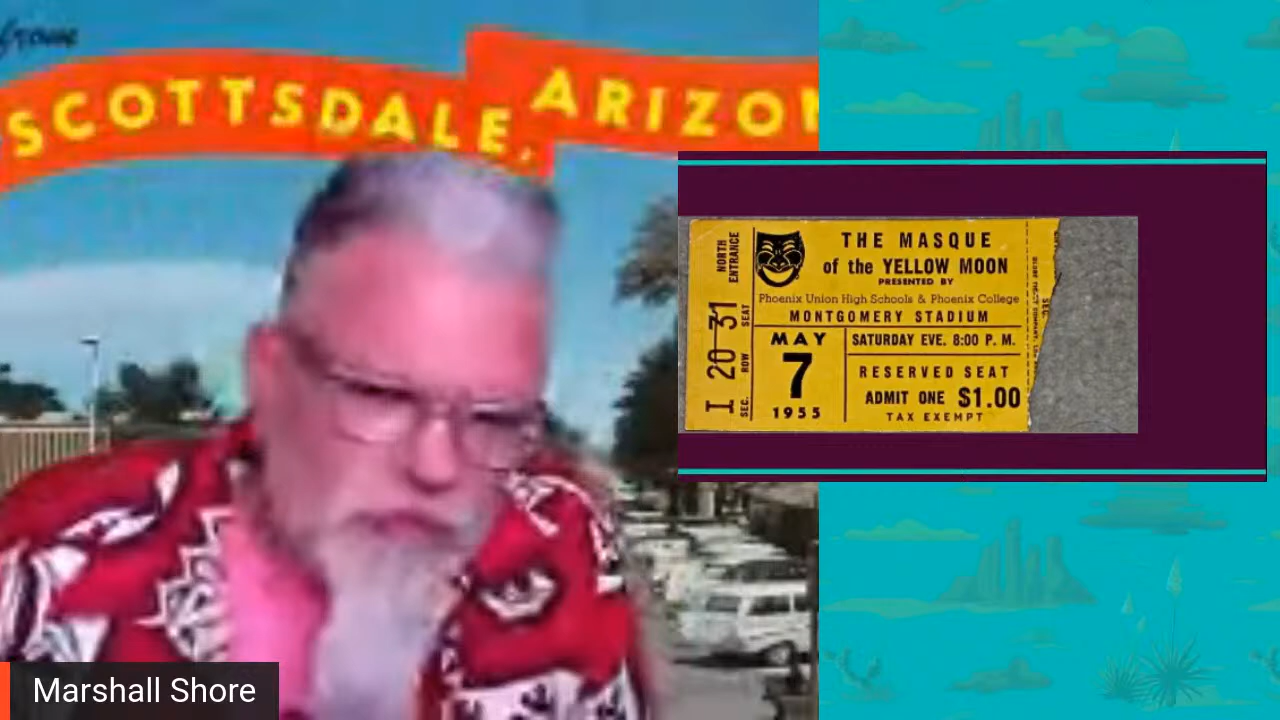 from
SCOTTSDALE, ARIZO
NORTH
ENTRANCE
I 20 31
SEC. ROW SEAT
THE MASQUE
of the YELLOW MOON
PRESENTED BY
Phoenix Union High Schools & Phoenix College
MONTGOMERY STADIUM
MAY
7
1955
SATURDAY EVE. 8:00 P. M.
RESERVED SEAT
ADMIT ONE $1.00
TAX EXEMPT
SEC.
Marshall Shore